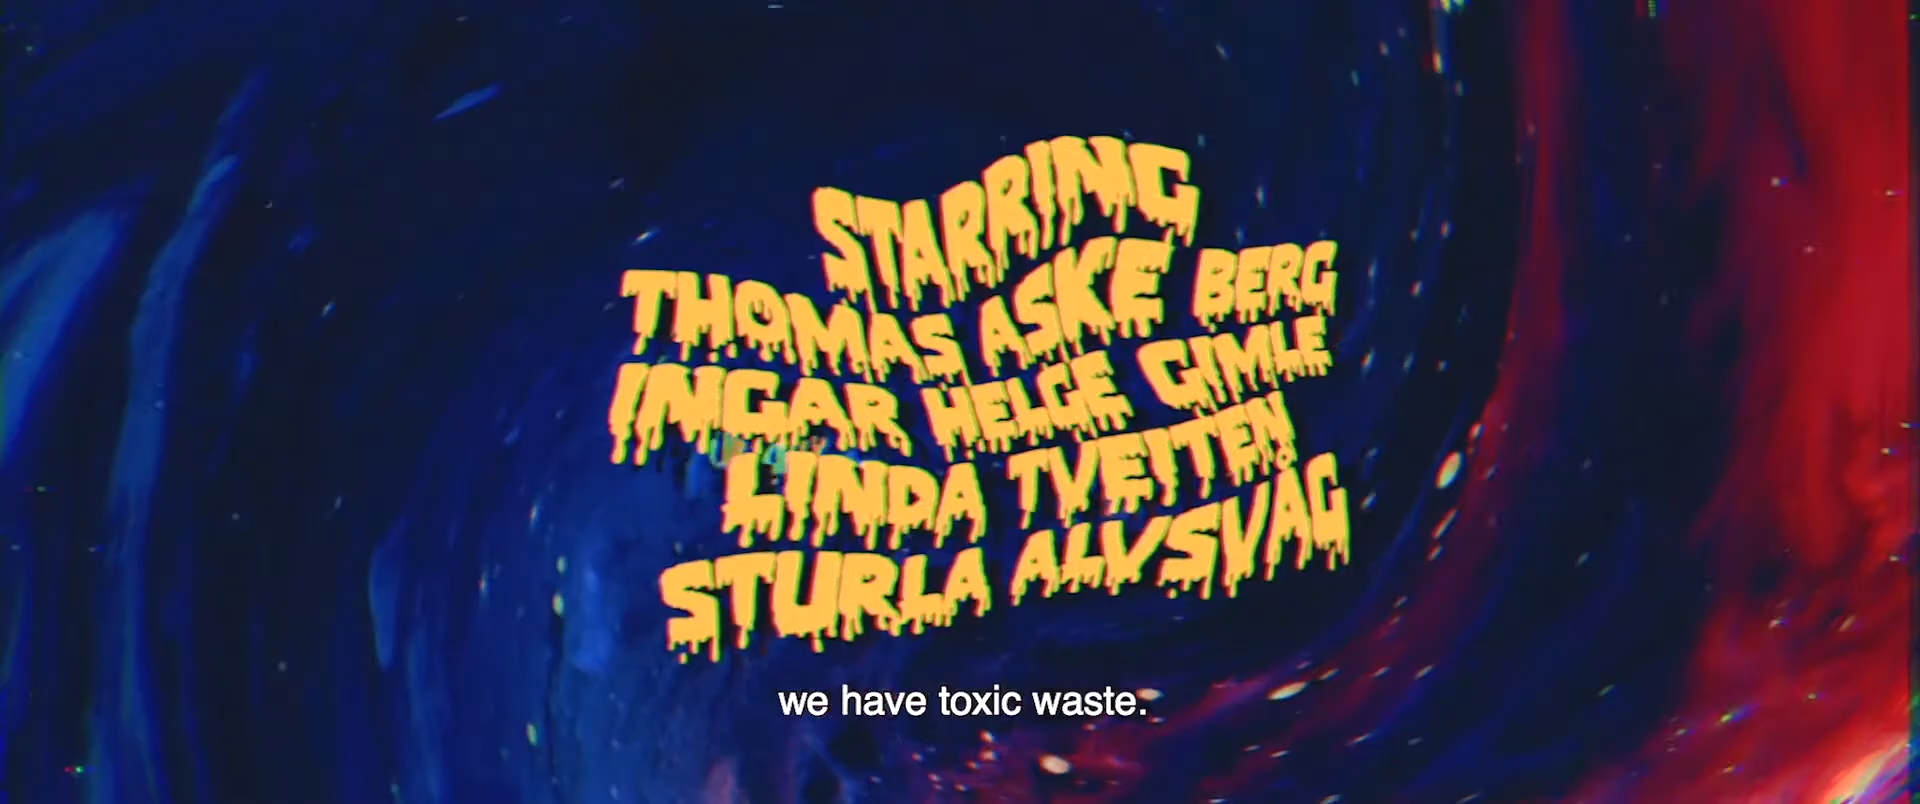 STARRING
THOMAS ASKE BERG
INGAR HELGE GIMLE
LINDA TVEITEN
STURLA ALVSVÅG
we have toxic waste.